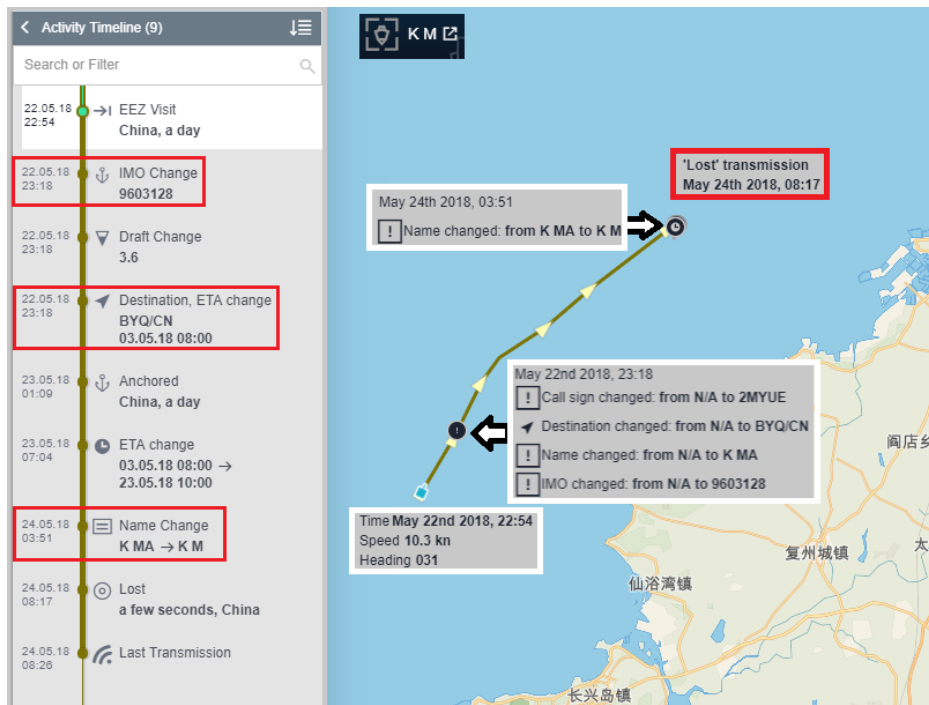 Activity Timeline (9)
Search or Filter
22.05.18
22:54
EEZ Visit
China, a day
22.05.18
23:18
IMO Change
9603128
22.05.18
23:18
Draft Change
3.6
22.05.18
23:18
Destination, ETA change
BYQ/CN
03.05.18 08:00
23.05.18
01:09
Anchored
China, a day
23.05.18
07:04
ETA change
03.05.18 08:00 →
23.05.18 10:00
24.05.18
03:51
Name Change
K MA → K M
24.05.18
08:17
Lost
a few seconds, China
24.05.18
08:26
Last Transmission
K M
'Lost' transmission
May 24th 2018, 08:17
May 24th 2018, 03:51
! Name changed: from K MA to K M
May 22nd 2018, 23:18
! Call sign changed: from N/A to 2MYUE
Destination changed: from N/A to BYQ/CN
! Name changed: from N/A to K MA
! IMO changed: from N/A to 9603128
Time May 22nd 2018, 22:54
Speed 10.3 kn
Heading 031
阎店乡
复州城镇
太
仙浴湾镇
长兴岛镇